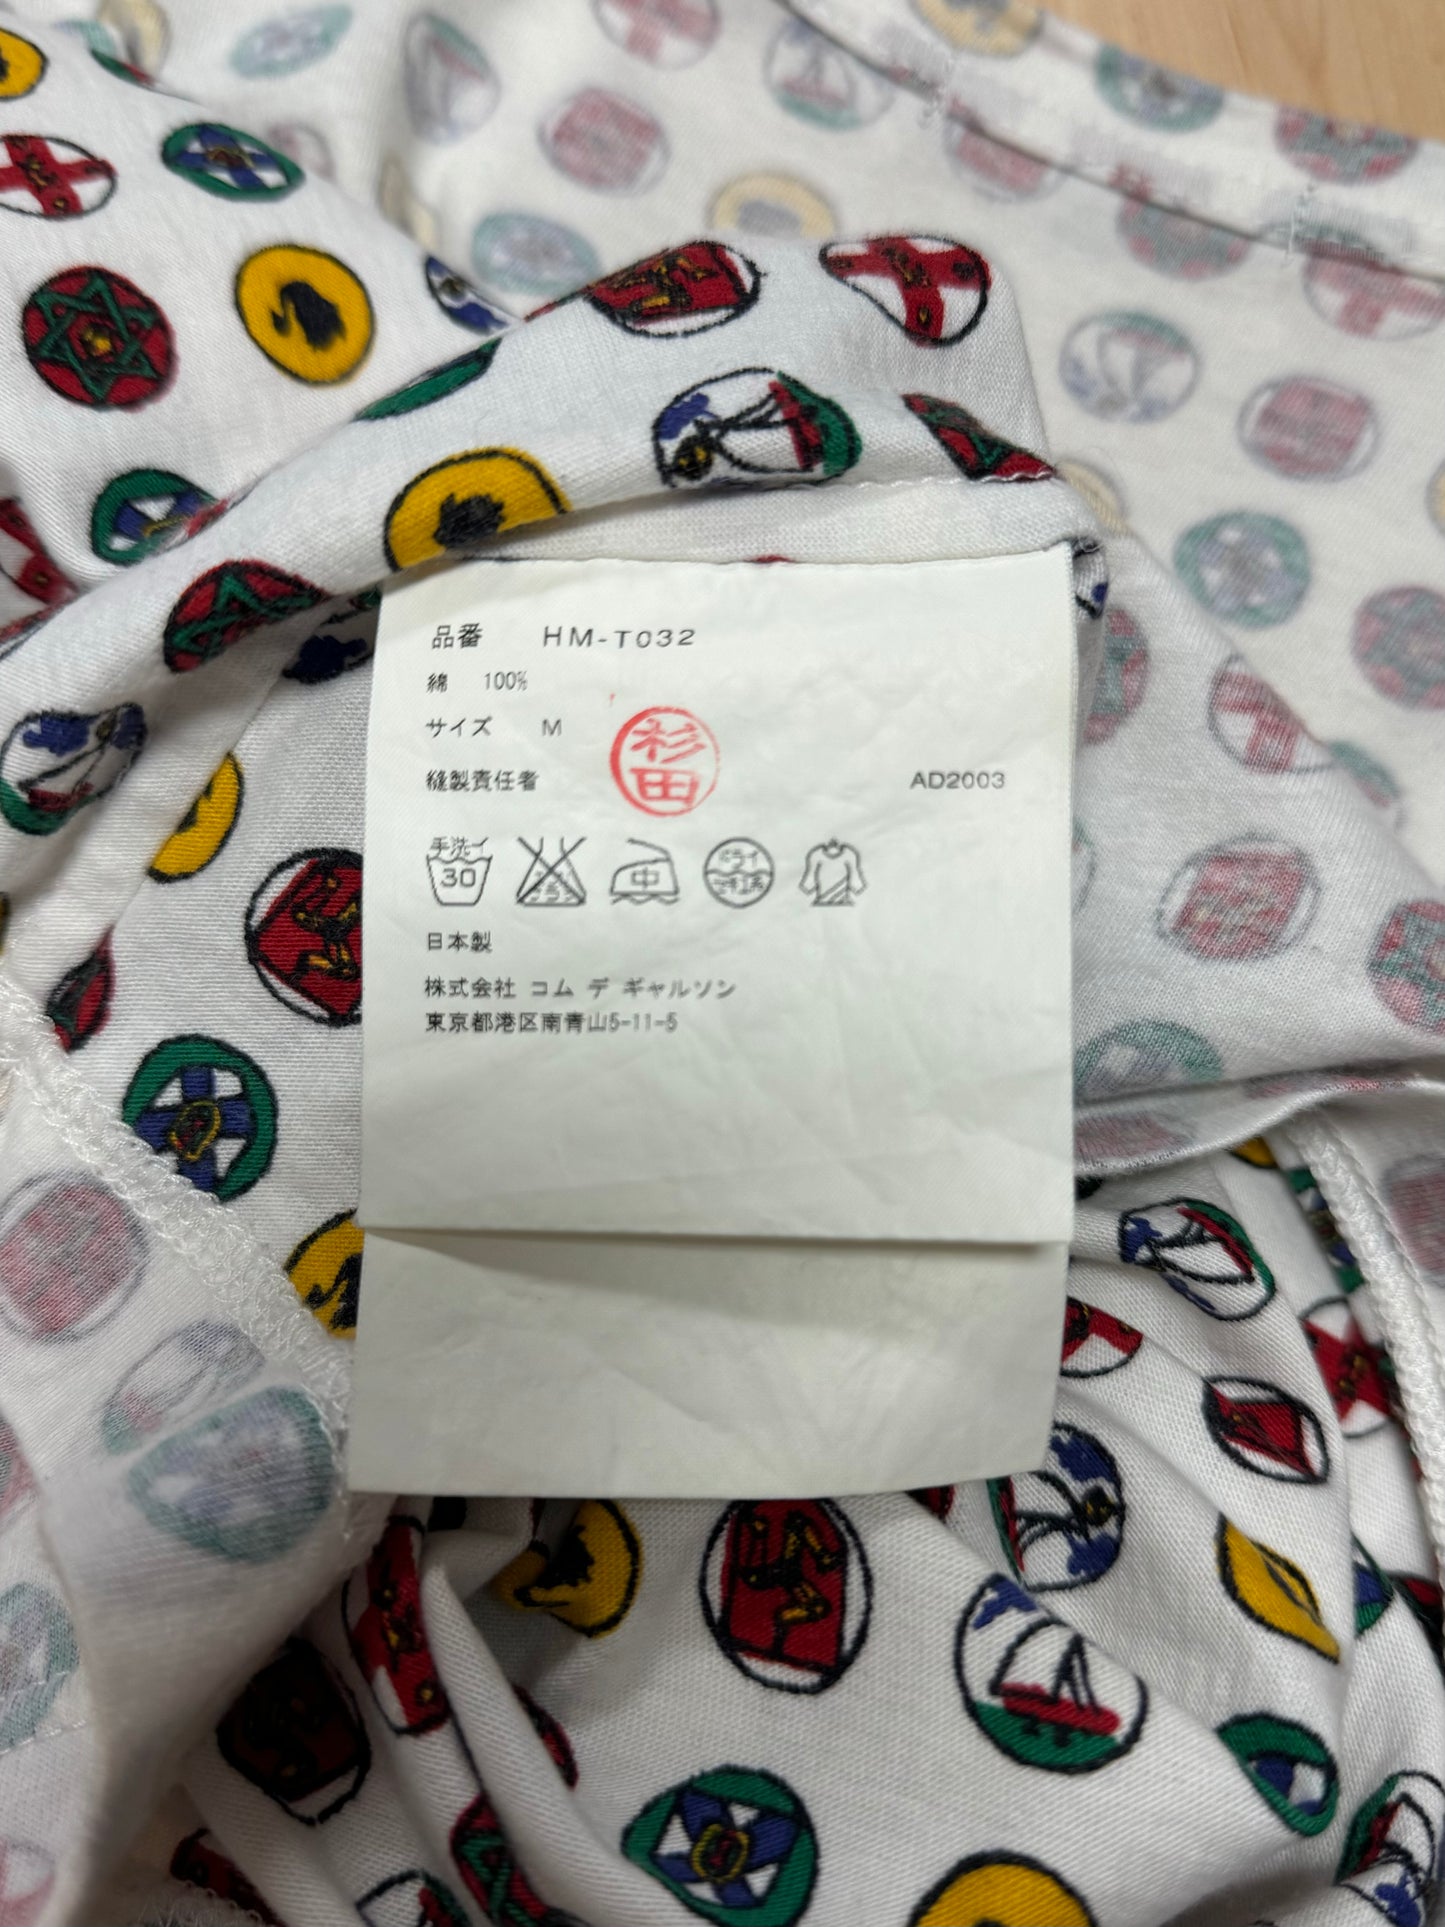 品番 HM-T032
綿 100%
サイズ M
縫製責任者 杉田 AD2003
手洗イ
30
中
ドライ
日本製
株式会社 コム デ ギャルソン
東京都港区南青山5-11-5